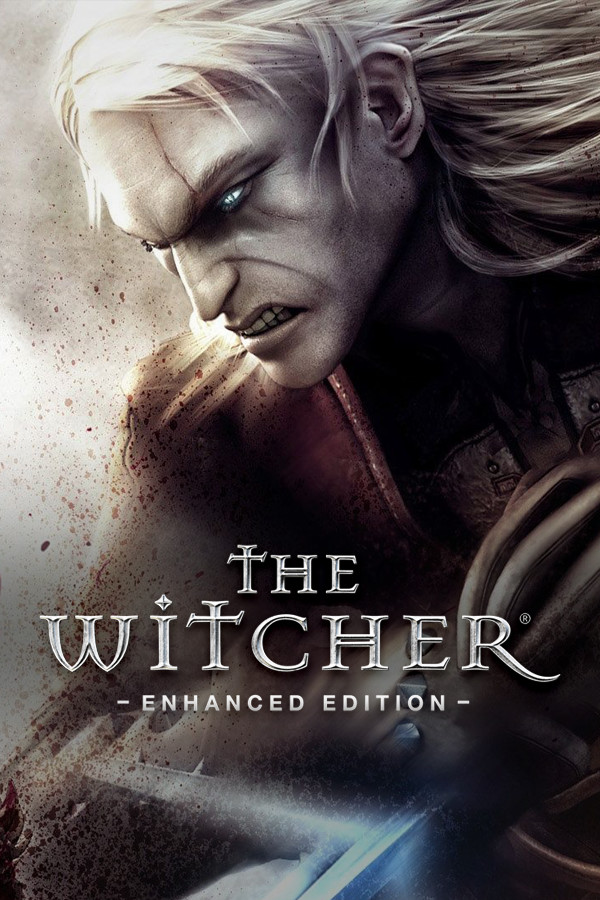 THE
WiTCHER®
– ENHANCED EDITION –